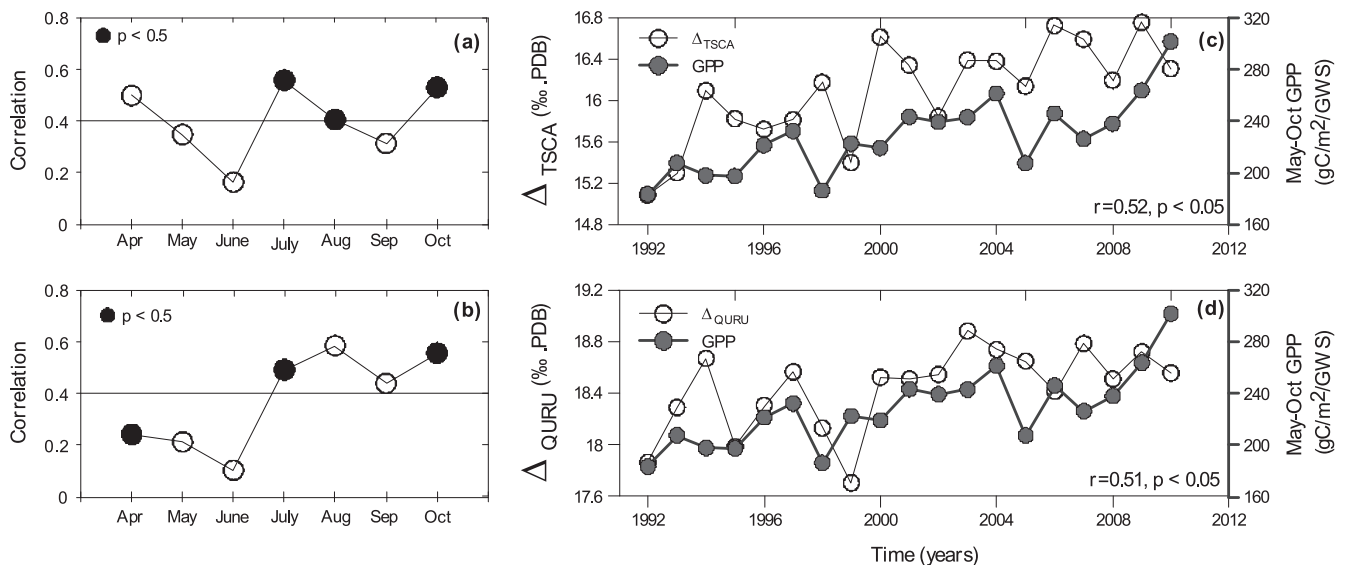 (a)
p < 0.5
Correlation
0.8
0.6
0.4
0.2
0
Apr May June July Aug Sep Oct
(b)
p < 0.5
Correlation
0.8
0.6
0.4
0.2
0
Apr May June July Aug Sep Oct
(c)
Δ TSCA
GPP
Δ TSCA (‰ .PDB)
16.8
16.4
16
15.6
15.2
14.8
320
280
240
200
160
May-Oct GPP
(gC/m2/GWS)
r=0.52, p < 0.05
1992 1996 2000 2004 2008 2012
(d)
Δ QURU
GPP
Δ QURU (‰ .PDB)
19.2
18.8
18.4
18
17.6
320
280
240
200
160
May-Oct GPP
(gC/m2/GWS)
r=0.51, p < 0.05
1992 1996 2000 2004 2008 2012
Time (years)